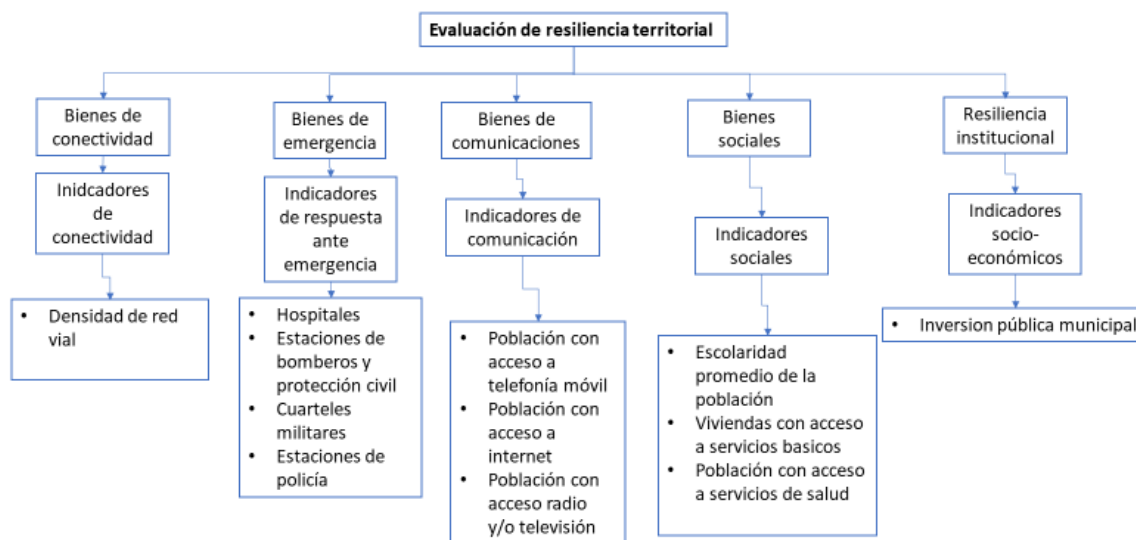 Evaluación de resiliencia territorial
Bienes de
conectividad
Bienes de
emergencia
Bienes de
comunicaciones
Bienes
sociales
Resiliencia
institucional
Inidcadores
de
conectividad
Indicadores
de respuesta
ante
emergencia
Indicadores de
comunicación
Indicadores
sociales
Indicadores
socio-
económicos
• Densidad de red
vial
• Hospitales
• Estaciones de
bomberos y
protección civil
• Cuarteles
militares
• Estaciones de
policía
• Población con
acceso a
telefonía móvil
• Población con
acceso a
internet
• Población con
acceso radio
y/o televisión
• Escolaridad
promedio de la
población
• Viviendas con acceso
a servicios basicos
• Población con acceso
a servicios de salud
• Inversion pública municipal